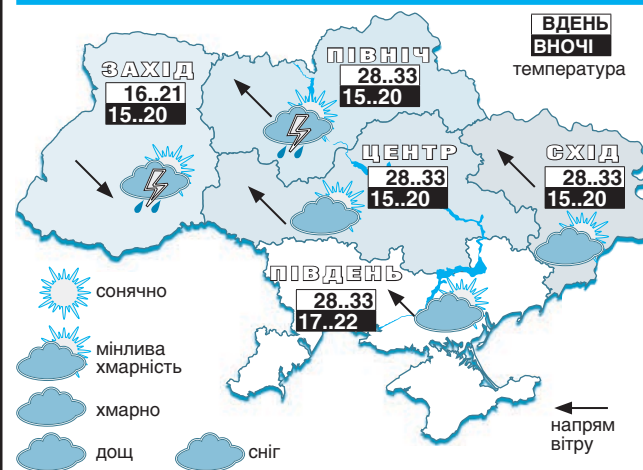 ВДЕНЬ
ВНОЧІ
температура
ПІВНІЧ
28..33
15..20
ЗАХІД
16..21
15..20
ЦЕНТР
28..33
15..20
СХІД
28..33
15..20
ПІВДЕНЬ
28..33
17..22
сонячно
мінлива
хмарність
хмарно
дощ
сніг
напрям
вітру